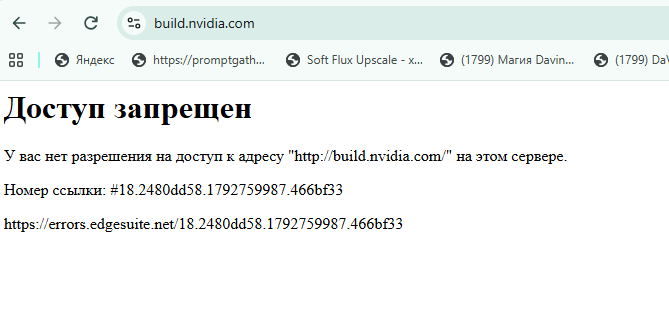 build.nvidia.com
Яндекс
https://promptgath...
Soft Flux Upscale - x...
(1799) Магия Davin...
(1799) DaV
Доступ запрещен
У вас нет разрешения на доступ к адресу "http://build.nvidia.com/" на этом сервере.
Номер ссылки: #18.2480dd58.1792759987.466bf33
https://errors.edgesuite.net/18.2480dd58.1792759987.466bf33